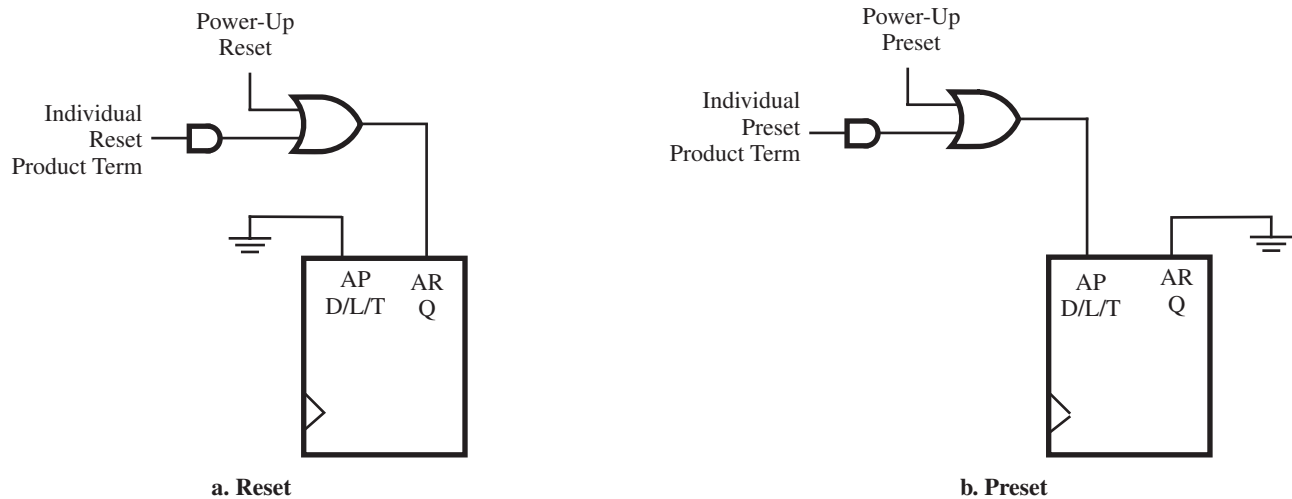 Power-Up
Reset
Individual
Reset
Product Term
AP
AR
D/L/T
Q
a. Reset
Power-Up
Preset
Individual
Preset
Product Term
AP
AR
D/L/T
Q
b. Preset